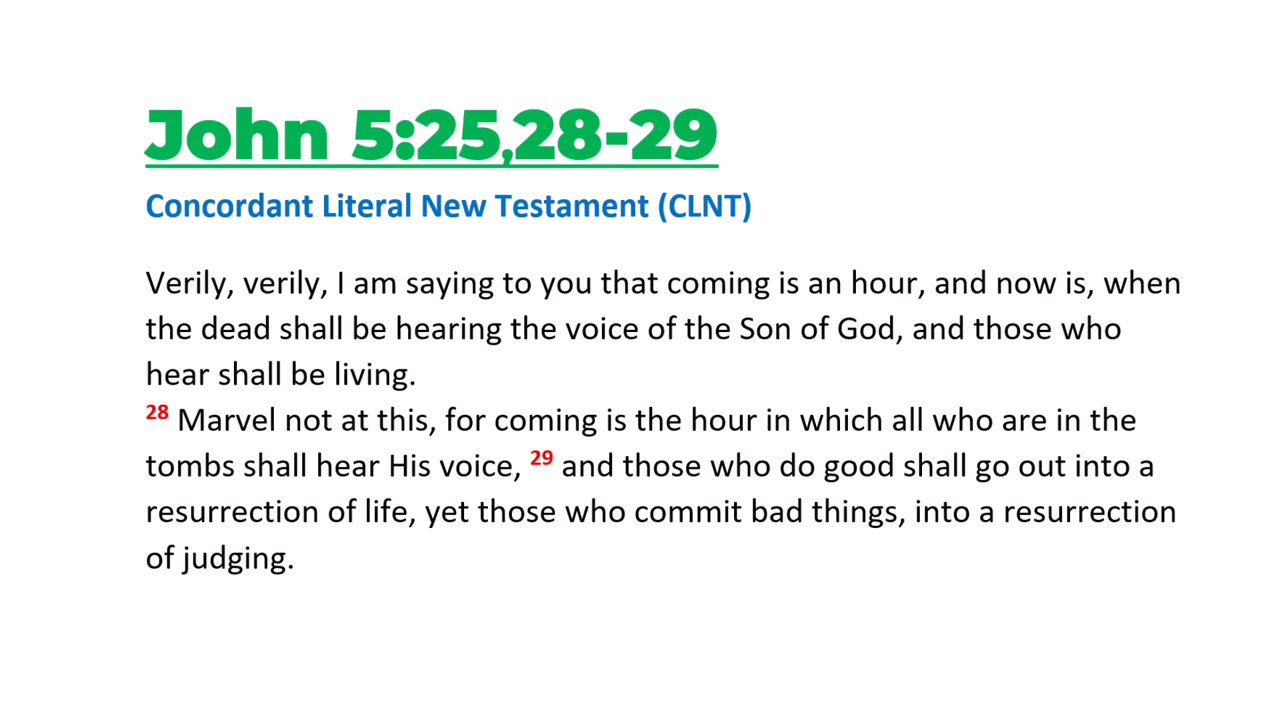 John 5:25,28-29
Concordant Literal New Testament (CLNT)
Verily, verily, I am saying to you that coming is an hour, and now is, when
the dead shall be hearing the voice of the Son of God, and those who
hear shall be living.
28 Marvel not at this, for coming is the hour in which all who are in the
tombs shall hear His voice, 29 and those who do good shall go out into a
resurrection of life, yet those who commit bad things, into a resurrection
of judging.